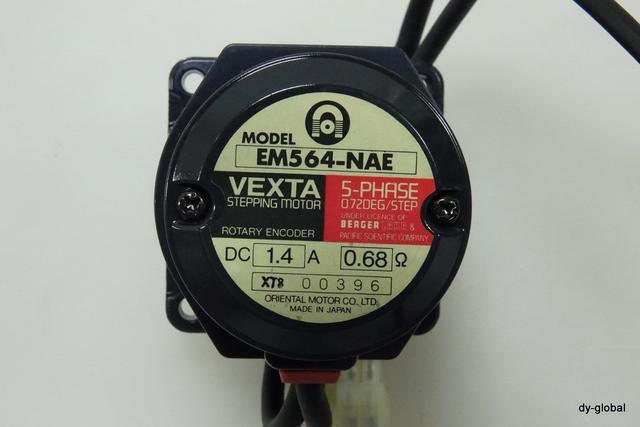 MODEL
EM564-NAE
VEXTA
STEPPING MOTOR
5-PHASE
0.72DEG/STEP
UNDER LICENCE OF
BERGER LAHR &
PACIFIC SCIENTIFIC COMPANY
ROTARY ENCODER
DC 1.4 A 0.68 Ω
XT8 00396
ORIENTAL MOTOR CO. LTD.
MADE IN JAPAN
dy-global